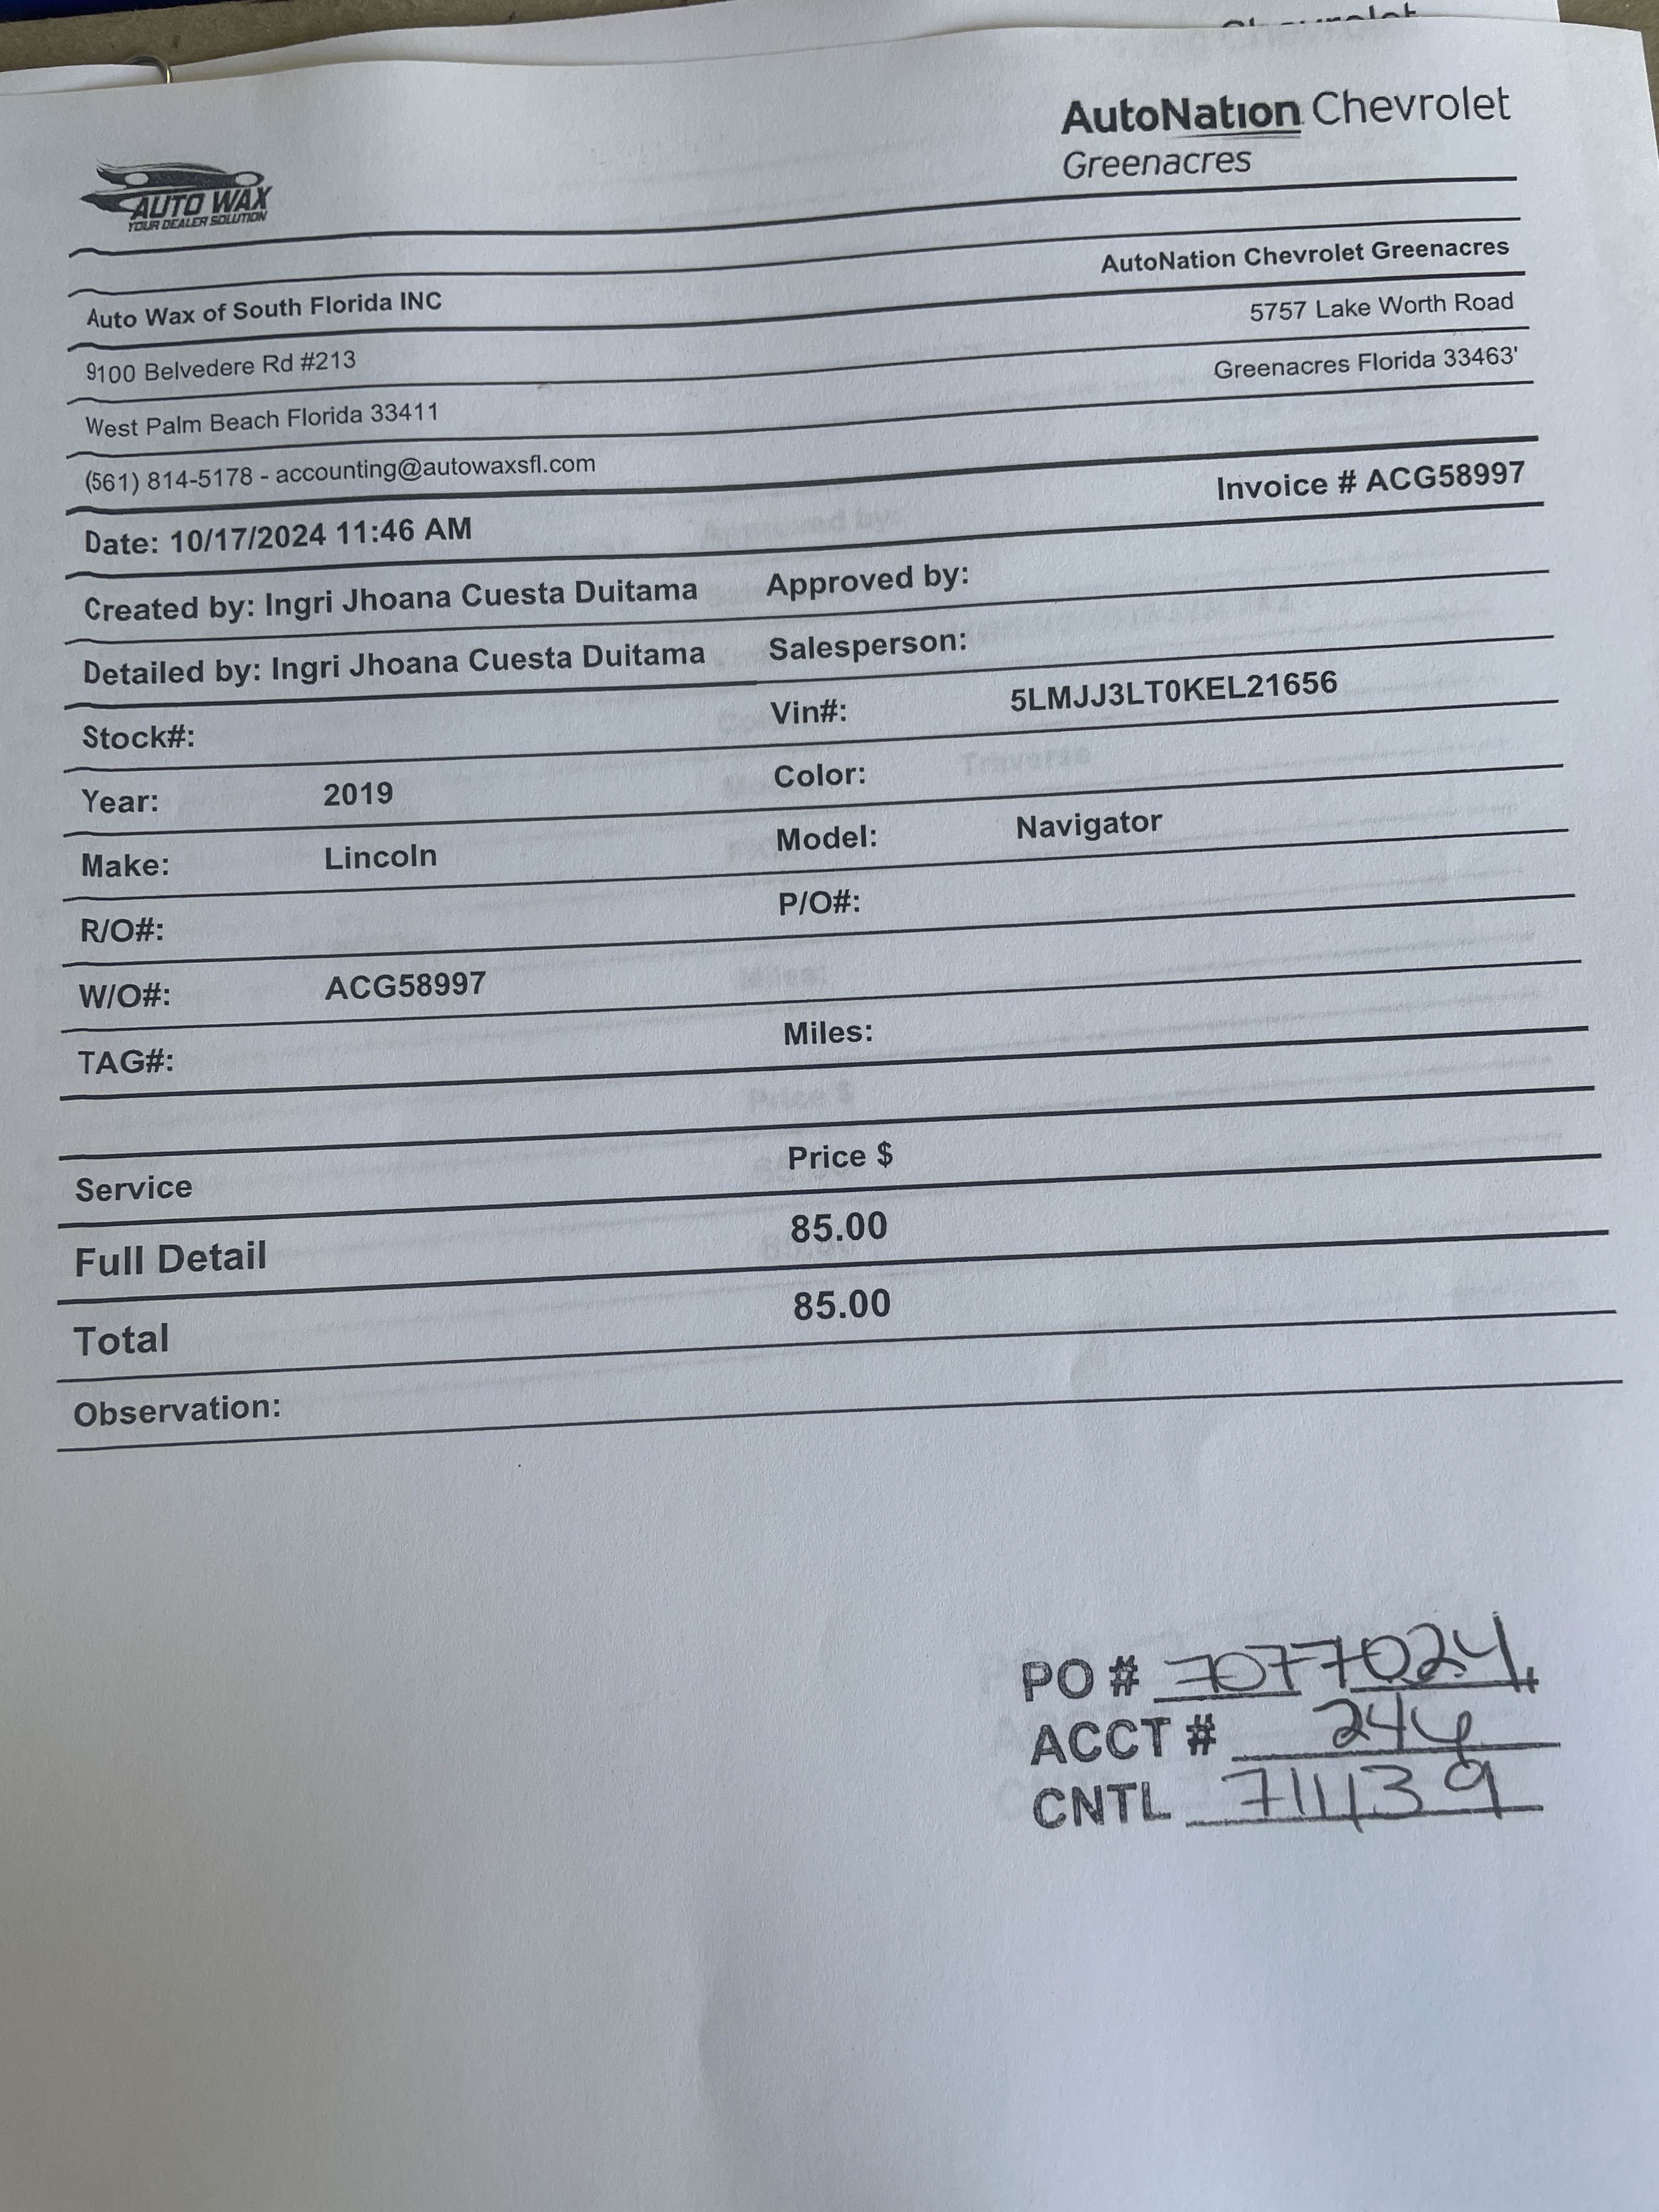 Chevrolet
AutoNation Chevrolet
Greenacres
AUTO WAX
YOUR DEALER SOLUTION
AutoNation Chevrolet Greenacres
Auto Wax of South Florida INC
5757 Lake Worth Road
9100 Belvedere Rd #213
Greenacres Florida 33463'
West Palm Beach Florida 33411
(561) 814-5178 - accounting@autowaxsfl.com
Invoice # ACG58997
Date: 10/17/2024 11:46 AM
Created by: Ingri Jhoana Cuesta Duitama Approved by:
Detailed by: Ingri Jhoana Cuesta Duitama Salesperson:
Stock#: Vin#: 5LMJJ3LT0KEL21656
Year: 2019 Color:
Make: Lincoln Model: Navigator
R/O#: P/O#:
W/O#: ACG58997
TAG#: Miles:
Service Price $
Full Detail 85.00
Total 85.00
Observation:
PO # 7077024
ACCT # 244
CNTL 711139